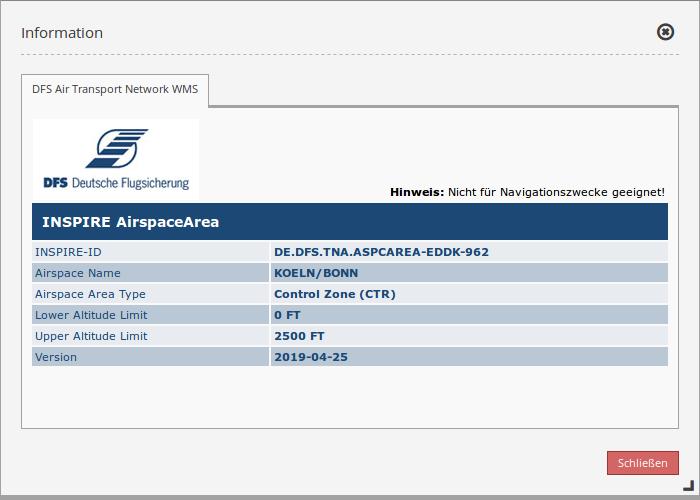 Information
DFS Air Transport Network WMS
DFS Deutsche Flugsicherung
Hinweis: Nicht für Navigationszwecke geeignet!
INSPIRE AirspaceArea
INSPIRE-ID DE.DFS.TNA.ASPCAREA-EDDK-962
Airspace Name KOELN/BONN
Airspace Area Type Control Zone (CTR)
Lower Altitude Limit 0 FT
Upper Altitude Limit 2500 FT
Version 2019-04-25
Schließen